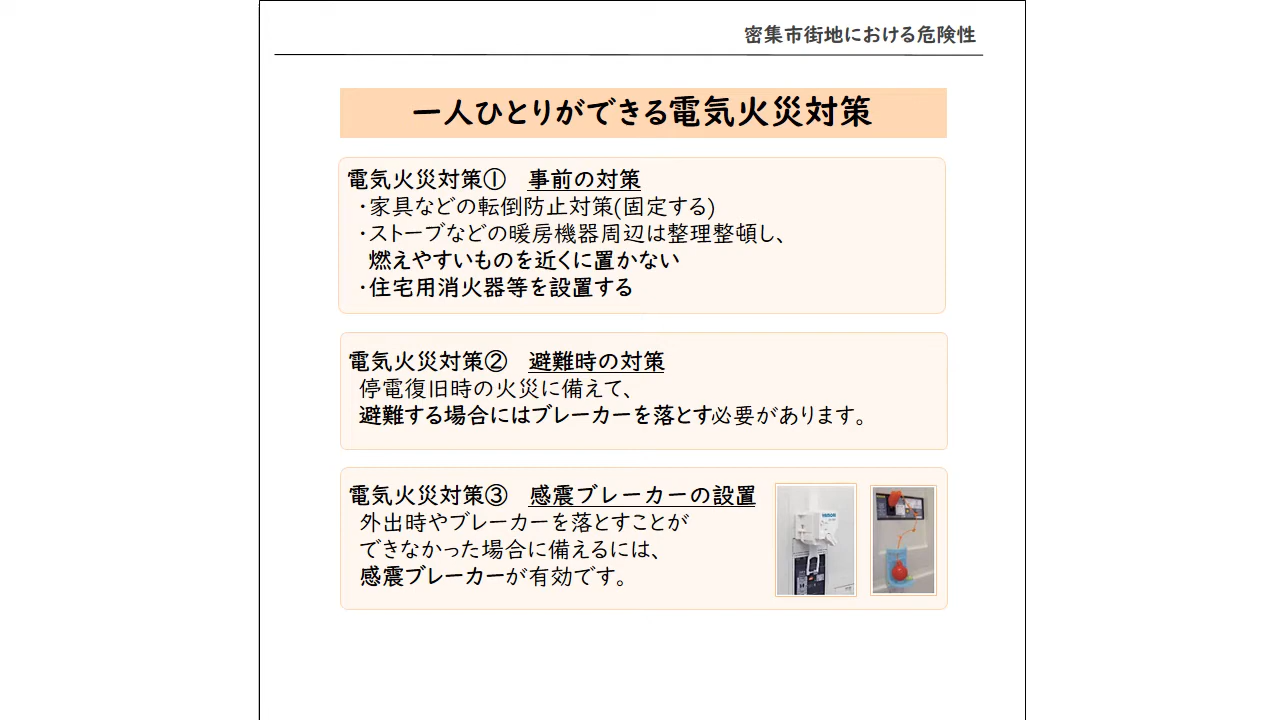 密集市街地における危険性
一人ひとりができる電気火災対策
電気火災対策① 事前の対策
・家具などの転倒防止対策(固定する)
・ストーブなどの暖房機器周辺は整理整頓し、
燃えやすいものを近くに置かない
・住宅用消火器等を設置する
電気火災対策② 避難時の対策
停電復旧時の火災に備えて、
避難する場合にはブレーカーを落とす必要があります。
電気火災対策③ 感震ブレーカーの設置
外出時やブレーカーを落とすことが
できなかった場合に備えるには、
感震ブレーカーが有効です。